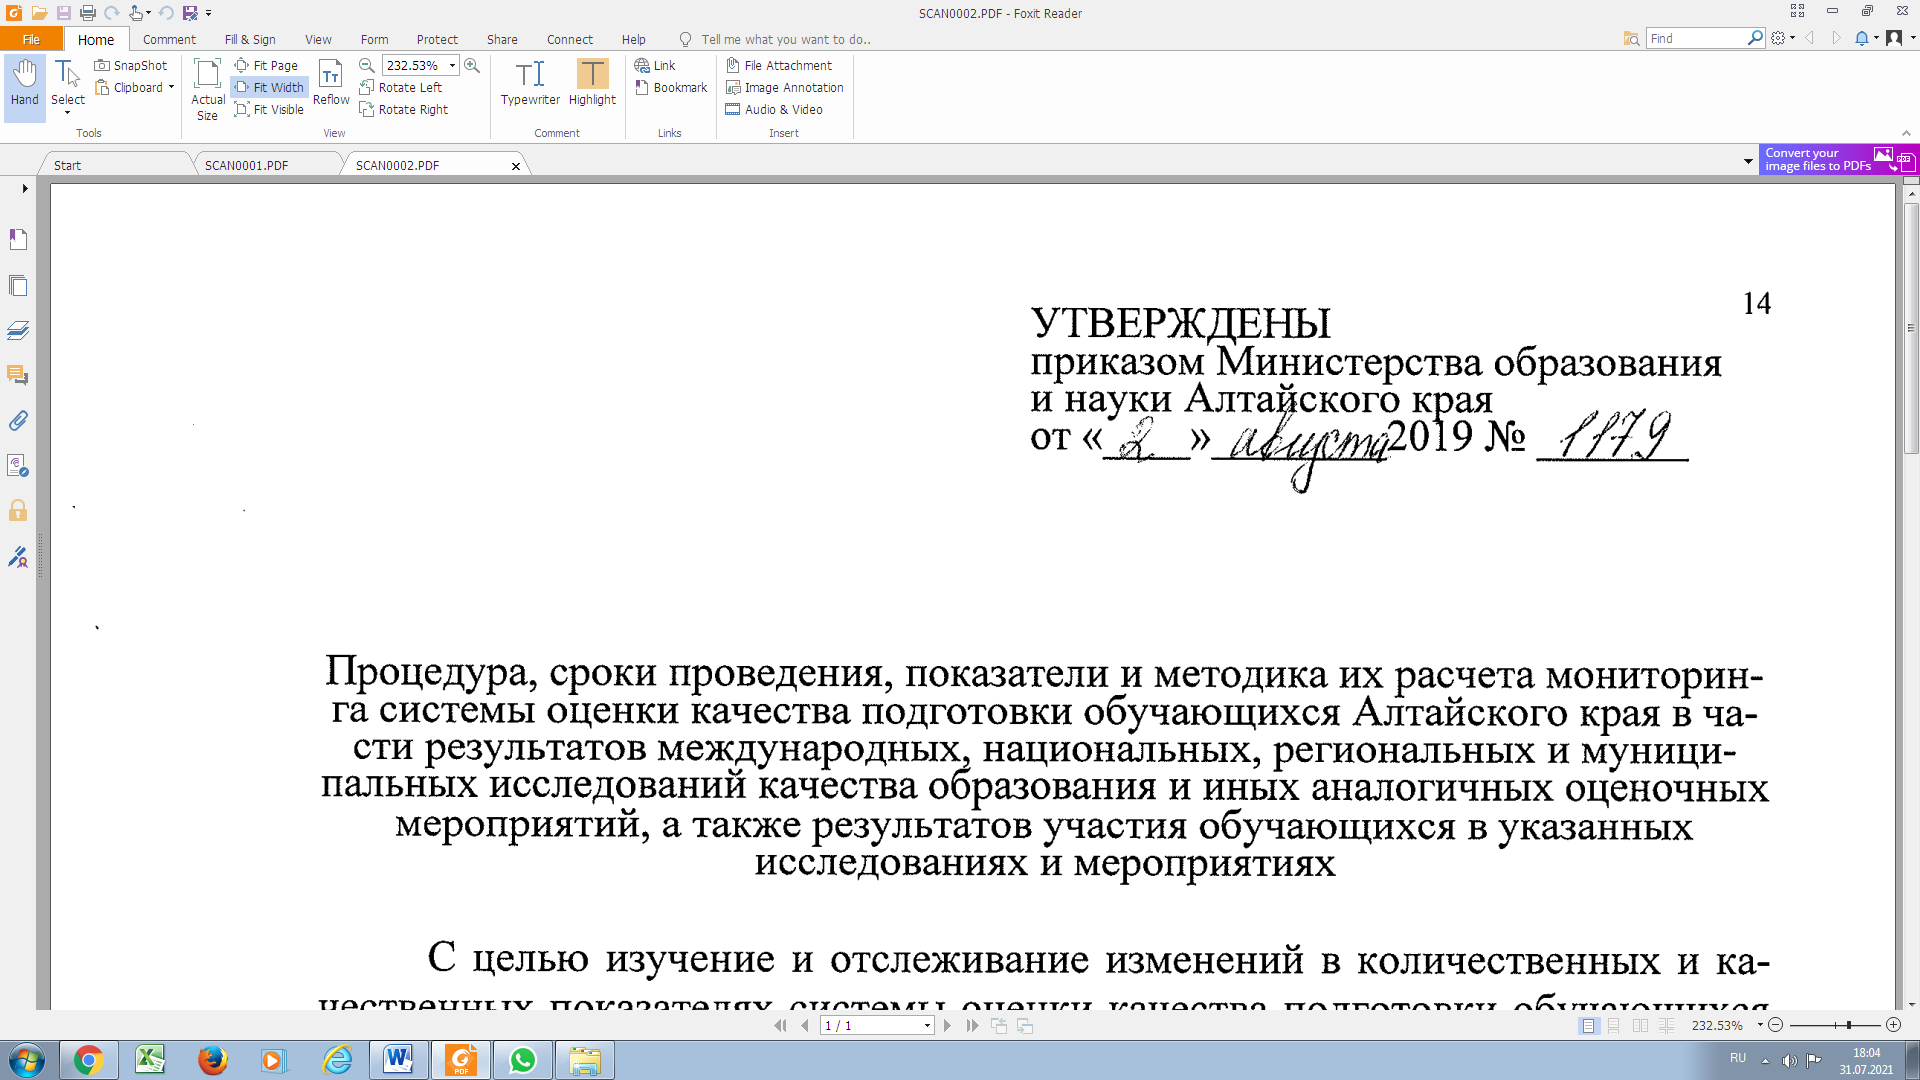 SCAN0002.PDF - Foxit Reader
File Home Comment Fill & Sign View Form Protect Share Connect Help Tell me what you want to do.. Find
Hand
Select
SnapShot
Clipboard
Tools
Actual Size
Fit Page
Fit Width
Fit Visible
Reflow
232.53%
Rotate Left
Rotate Right
View
Typewriter
Highlight
Comment
Link
Bookmark
Links
File Attachment
Image Annotation
Audio & Video
Insert
Start SCAN0001.PDF SCAN0002.PDF
Convert your
image files to PDFs
14
УТВЕРЖДЕНЫ
приказом Министерства образования
и науки Алтайского края
от «2» августа 2019 № 1179
Процедура, сроки проведения, показатели и методика их расчета мониторин-
га системы оценки качества подготовки обучающихся Алтайского края в ча-
сти результатов международных, национальных, региональных и муници-
пальных исследований качества образования и иных аналогичных оценочных
мероприятий, а также результатов участия обучающихся в указанных
исследованиях и мероприятиях
С целью изучение и отслеживание изменений в количественных и ка-
чественных показателях системы оценки качества подготовки обучающихся
1 / 1
232.53%
RU
18:04
31.07.2021